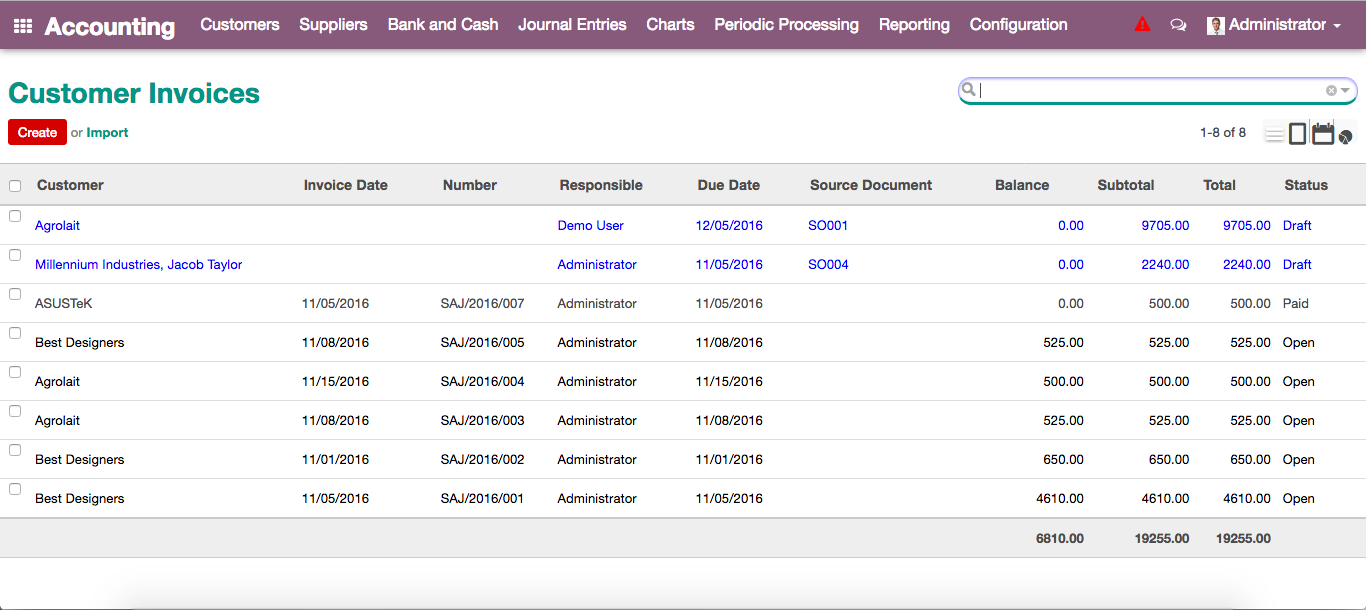 Accounting Customers Suppliers Bank and Cash Journal Entries Charts Periodic Processing Reporting Configuration Administrator
Customer Invoices
Create or Import 1-8 of 8
Customer Invoice Date Number Responsible Due Date Source Document Balance Subtotal Total Status
Agrolait Demo User 12/05/2016 SO001 0.00 9705.00 9705.00 Draft
Millennium Industries, Jacob Taylor Administrator 11/05/2016 SO004 0.00 2240.00 2240.00 Draft
ASUSTeK 11/05/2016 SAJ/2016/007 Administrator 11/05/2016 0.00 500.00 500.00 Paid
Best Designers 11/08/2016 SAJ/2016/005 Administrator 11/08/2016 525.00 525.00 525.00 Open
Agrolait 11/15/2016 SAJ/2016/004 Administrator 11/15/2016 500.00 500.00 500.00 Open
Agrolait 11/08/2016 SAJ/2016/003 Administrator 11/08/2016 525.00 525.00 525.00 Open
Best Designers 11/01/2016 SAJ/2016/002 Administrator 11/01/2016 650.00 650.00 650.00 Open
Best Designers 11/05/2016 SAJ/2016/001 Administrator 11/05/2016 4610.00 4610.00 4610.00 Open
6810.00 19255.00 19255.00